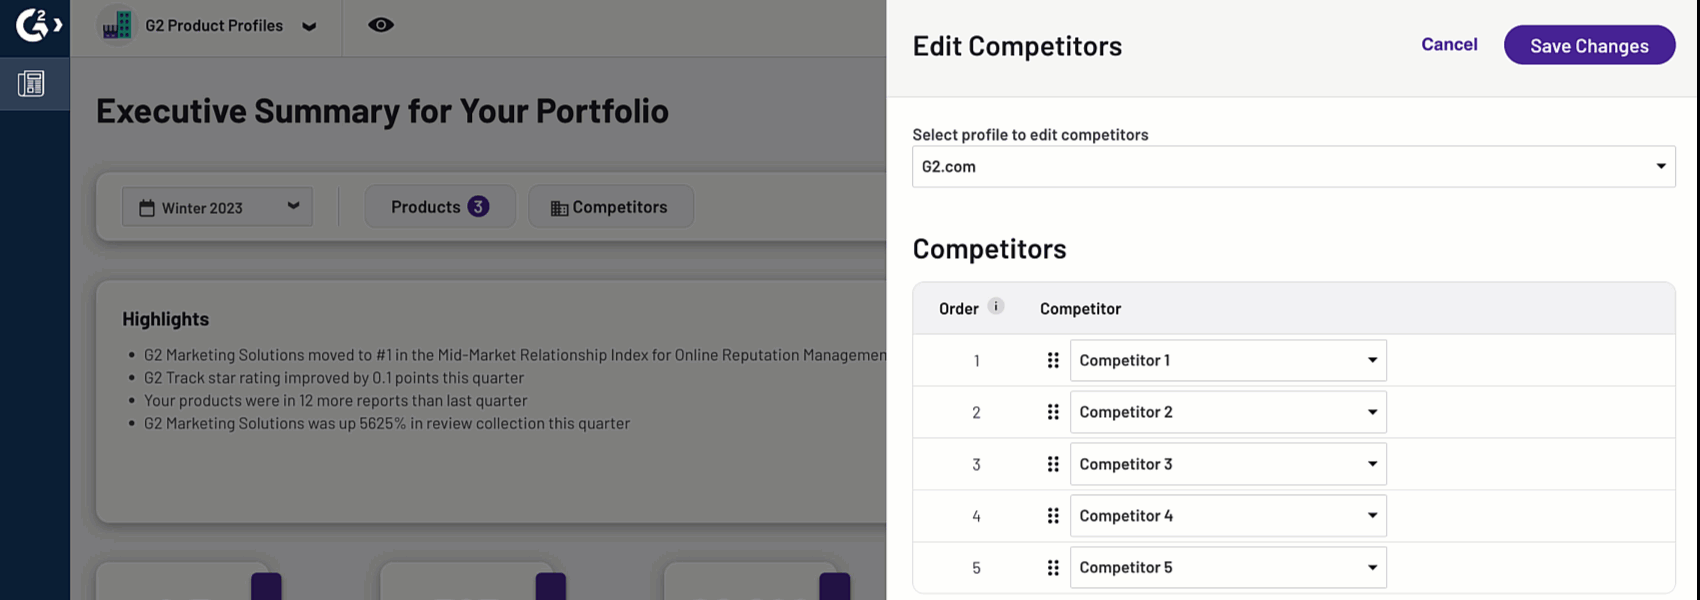 G2
G2 Product Profiles
Executive Summary for Your Portfolio
Winter 2023
Products 3
Competitors
Highlights
• G2 Marketing Solutions moved to #1 in the Mid-Market Relationship Index for Online Reputation Managemen
• G2 Track star rating improved by 0.1 points this quarter
• Your products were in 12 more reports than last quarter
• G2 Marketing Solutions was up 5625% in review collection this quarter
Edit Competitors
Cancel
Save Changes
Select profile to edit competitors
G2.com
Competitors
Order i Competitor
1 Competitor 1
2 Competitor 2
3 Competitor 3
4 Competitor 4
5 Competitor 5